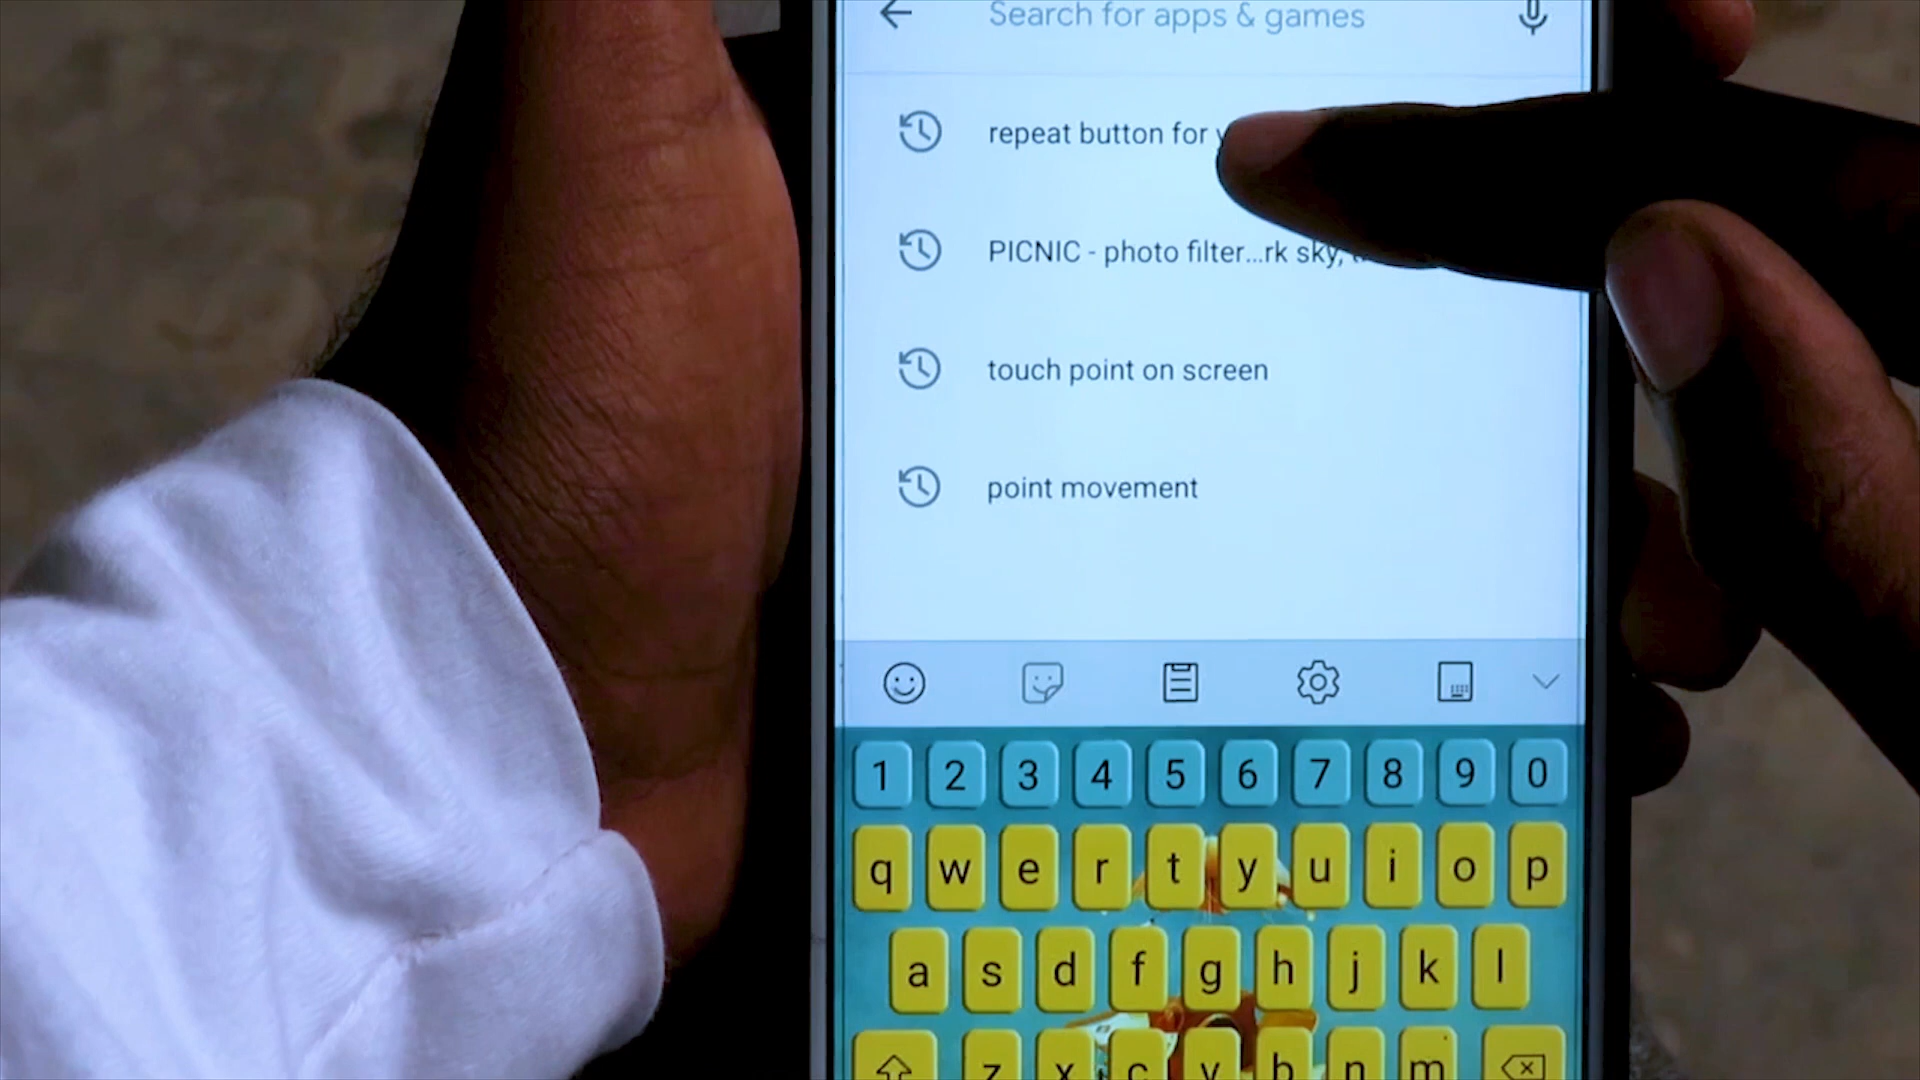 Search for apps & games
repeat button for
PICNIC - photo filter...rk sky,
touch point on screen
point movement
1 2 3 4 5 6 7 8 9 0
q w e r t y u i o p
a s d f g h j k l
z x c v b n m